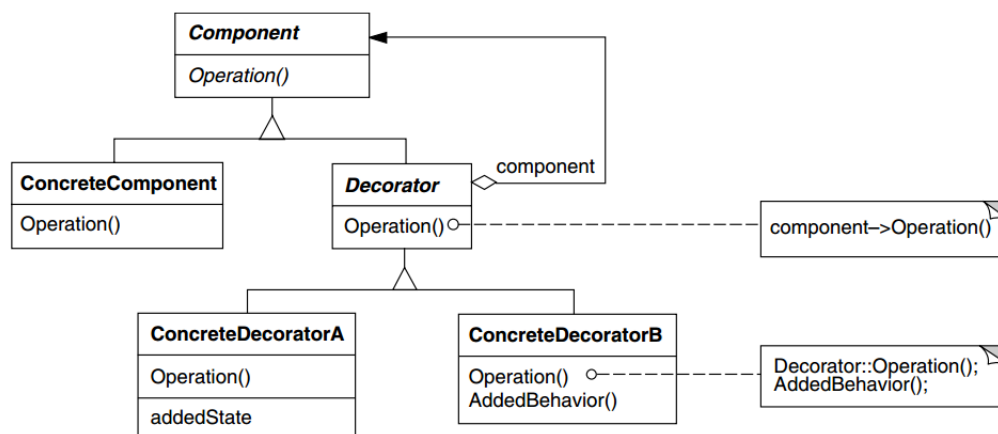 Component
Operation()
component
ConcreteComponent
Operation()
Decorator
Operation()
component–>Operation()
ConcreteDecoratorA
Operation()
addedState
ConcreteDecoratorB
Operation()
AddedBehavior()
Decorator::Operation();
AddedBehavior();